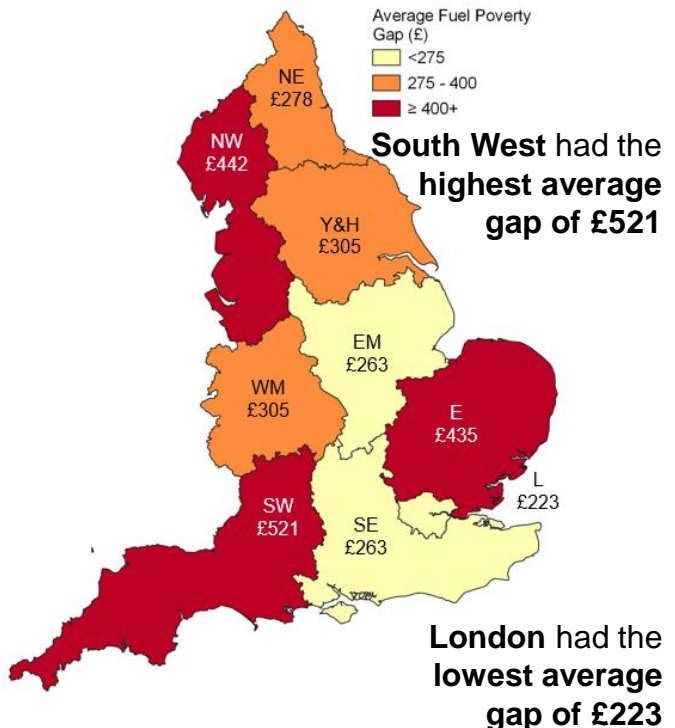 Average Fuel Poverty
Gap (£)
<275
275 - 400
≥ 400+
NE
£278
NW
£442
South West had the
highest average
gap of £521
Y&H
£305
EM
£263
WM
£305
E
£435
L
£223
SW
£521
SE
£263
London had the
lowest average
gap of £223